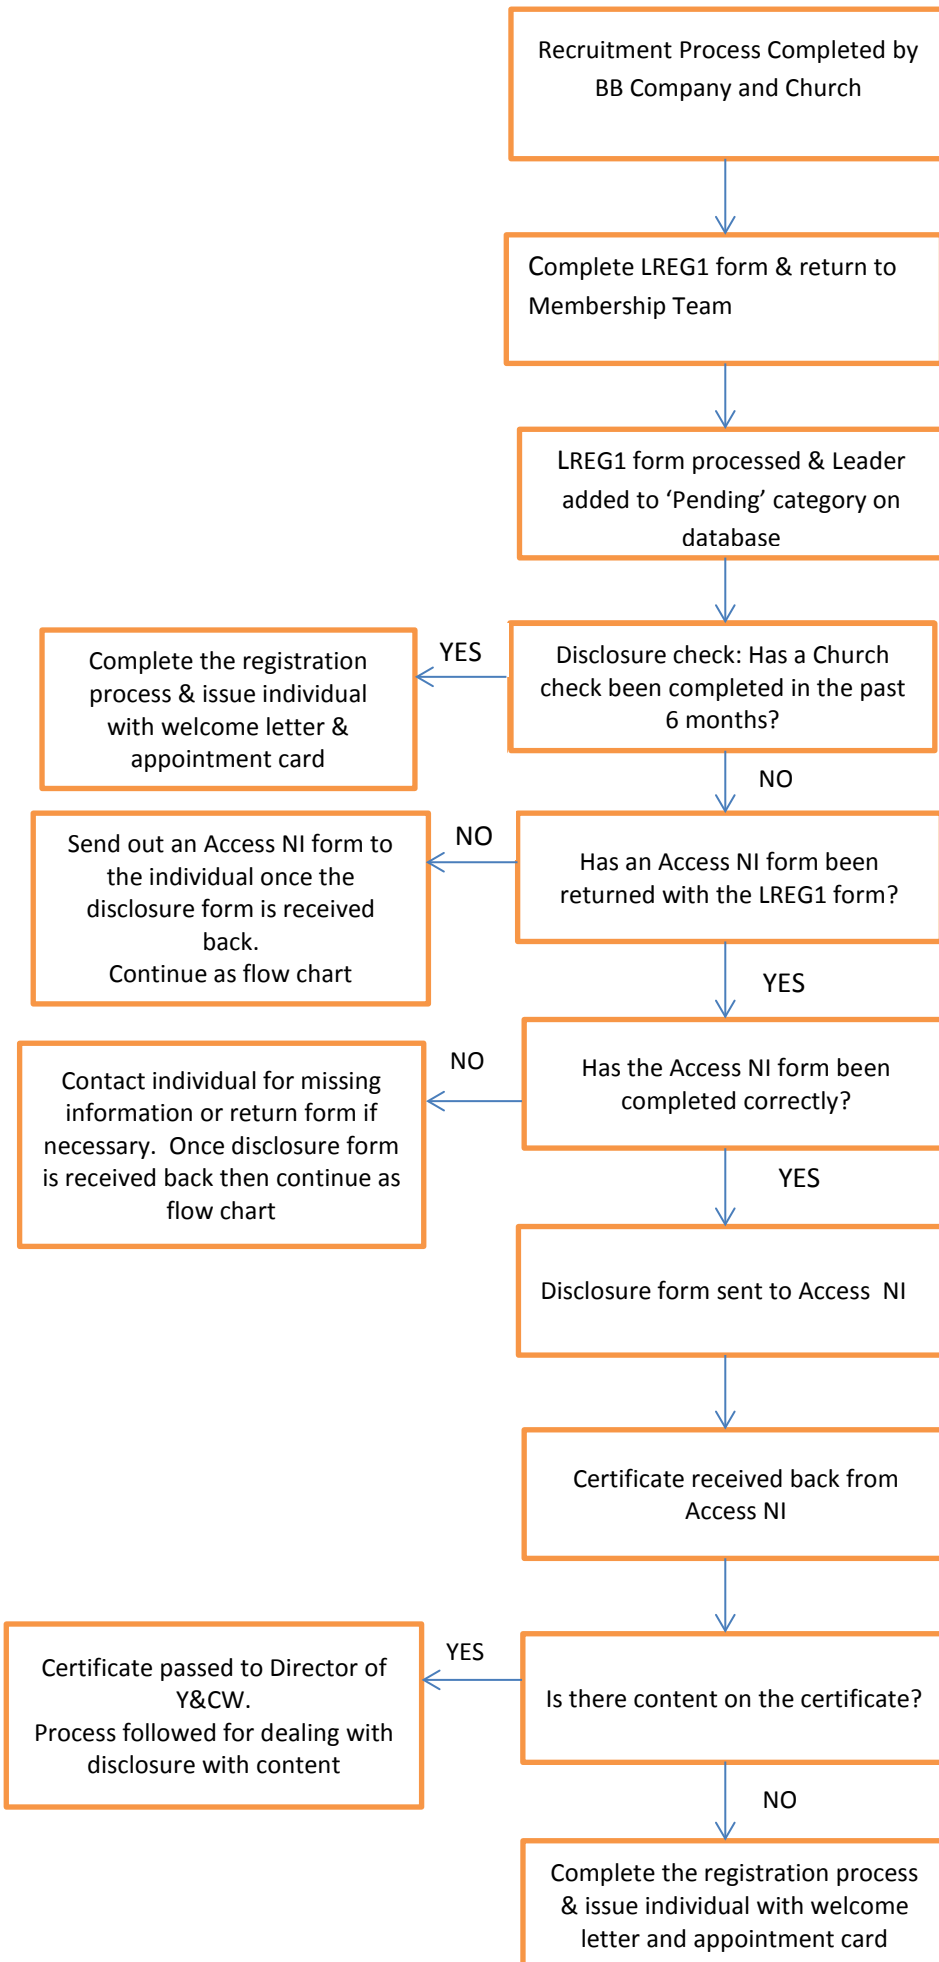 Recruitment Process Completed by
BB Company and Church
Complete LREG1 form & return to
Membership Team
LREG1 form processed & Leader
added to ‘Pending’ category on
database
Disclosure check: Has a Church
check been completed in the past
6 months?
YES
Complete the registration
process & issue individual
with welcome letter &
appointment card
NO
Has an Access NI form been
returned with the LREG1 form?
NO
Send out an Access NI form to
the individual once the
disclosure form is received
back.
Continue as flow chart
YES
Has the Access NI form been
completed correctly?
NO
Contact individual for missing
information or return form if
necessary.  Once disclosure form
is received back then continue as
flow chart
YES
Disclosure form sent to Access  NI
Certificate received back from
Access NI
Is there content on the certificate?
YES
Certificate passed to Director of
Y&CW.
Process followed for dealing with
disclosure with content
NO
Complete the registration process
& issue individual with welcome
letter and appointment card